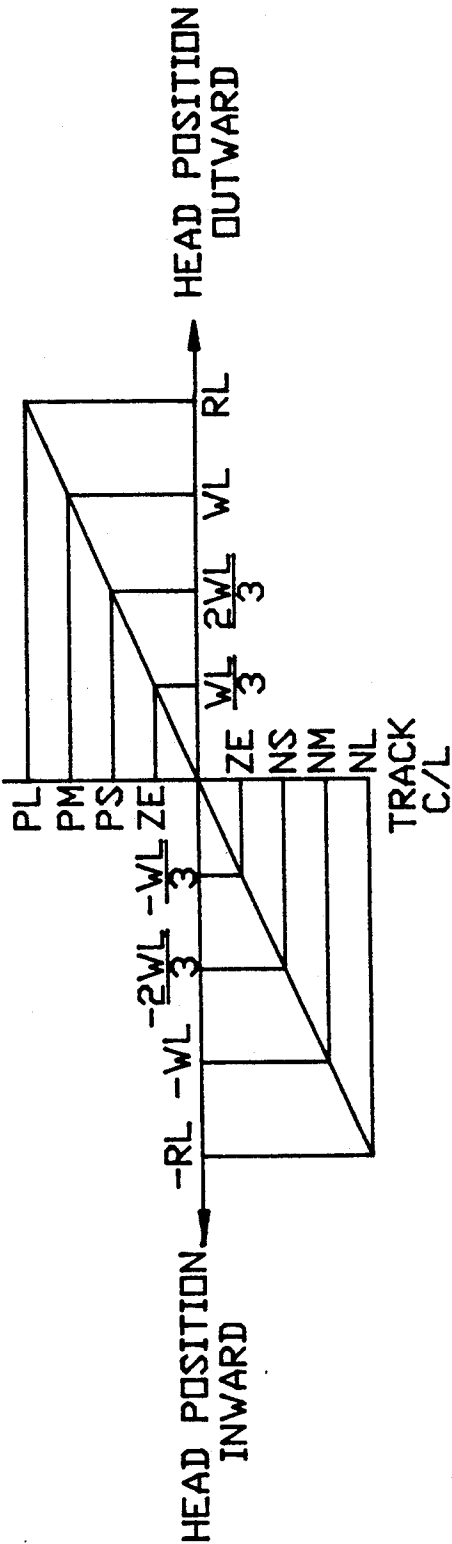 PL
PM
PS
ZE
-RL
-WL
-2WL
3
-WL
3
WL
3
2WL
3
WL
RL
HEAD POSITION
INWARD
HEAD POSITION
OUTWARD
ZE
NS
NM
NL
TRACK
C/L